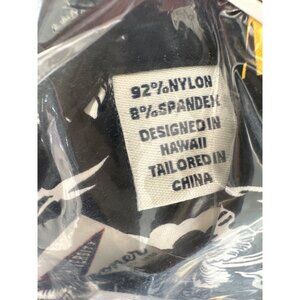 92%NYLON
8%SPANDEX
DESIGNED IN
HAWAII
TAILORED IN
CHINA